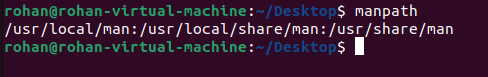 rohan@rohan-virtual-machine:~/Desktop$ manpath
/usr/local/man:/usr/local/share/man:/usr/share/man
rohan@rohan-virtual-machine:~/Desktop$